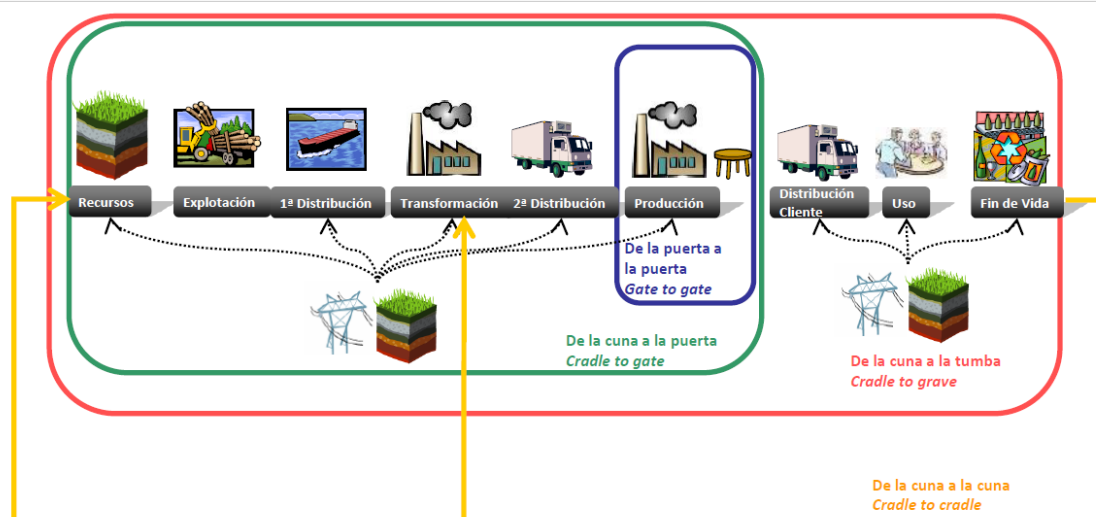 Recursos
Explotación
1ª Distribución
Transformación
2ª Distribución
Producción
Distribución
Cliente
Uso
Fin de Vida
De la puerta a
la puerta
Gate to gate
De la cuna a la puerta
Cradle to gate
De la cuna a la tumba
Cradle to grave
De la cuna a la cuna
Cradle to cradle